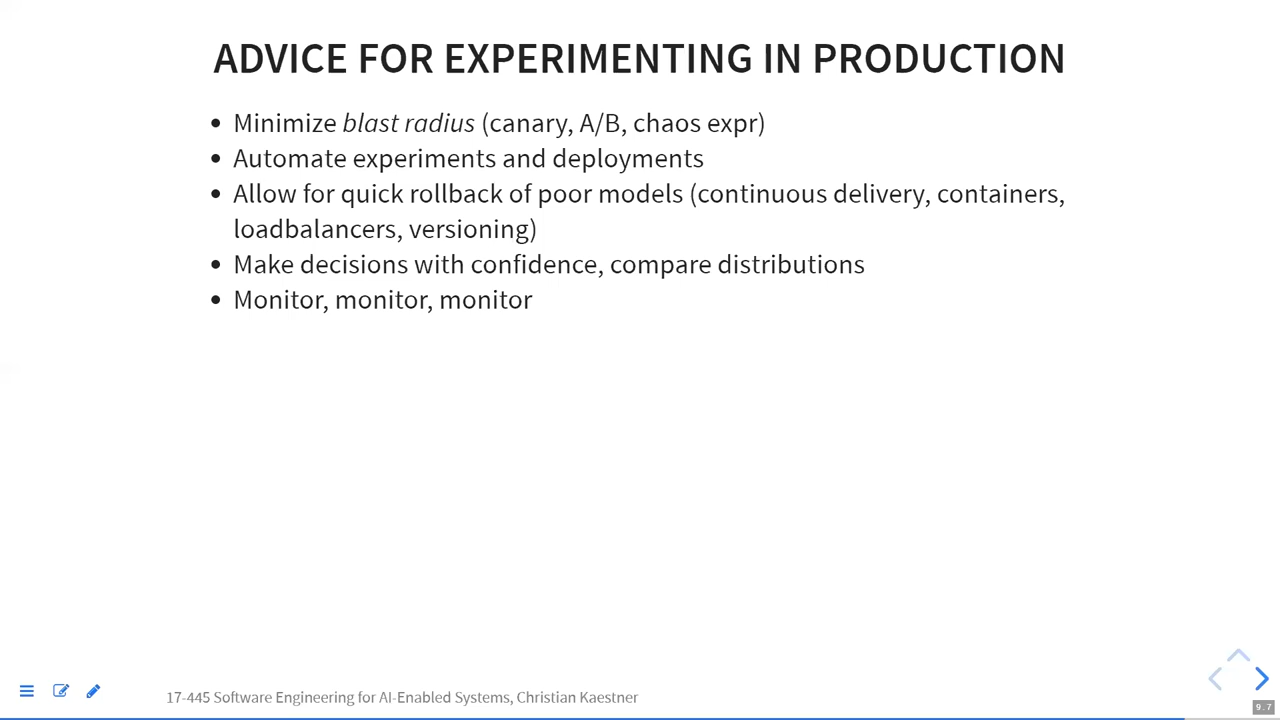 ADVICE FOR EXPERIMENTING IN PRODUCTION
Minimize blast radius (canary, A/B, chaos expr)
Automate experiments and deployments
Allow for quick rollback of poor models (continuous delivery, containers,
loadbalancers, versioning)
Make decisions with confidence, compare distributions
Monitor, monitor, monitor
17-445 Software Engineering for AI-Enabled Systems, Christian Kaestner
9.7